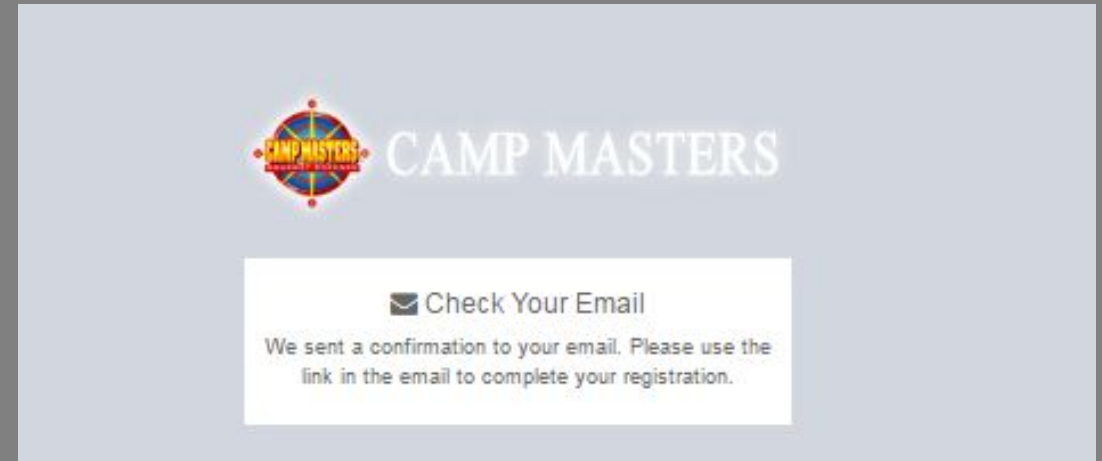 CAMP MASTERS
CAMP MASTERS
Check Your Email
We sent a confirmation to your email. Please use the
link in the email to complete your registration.